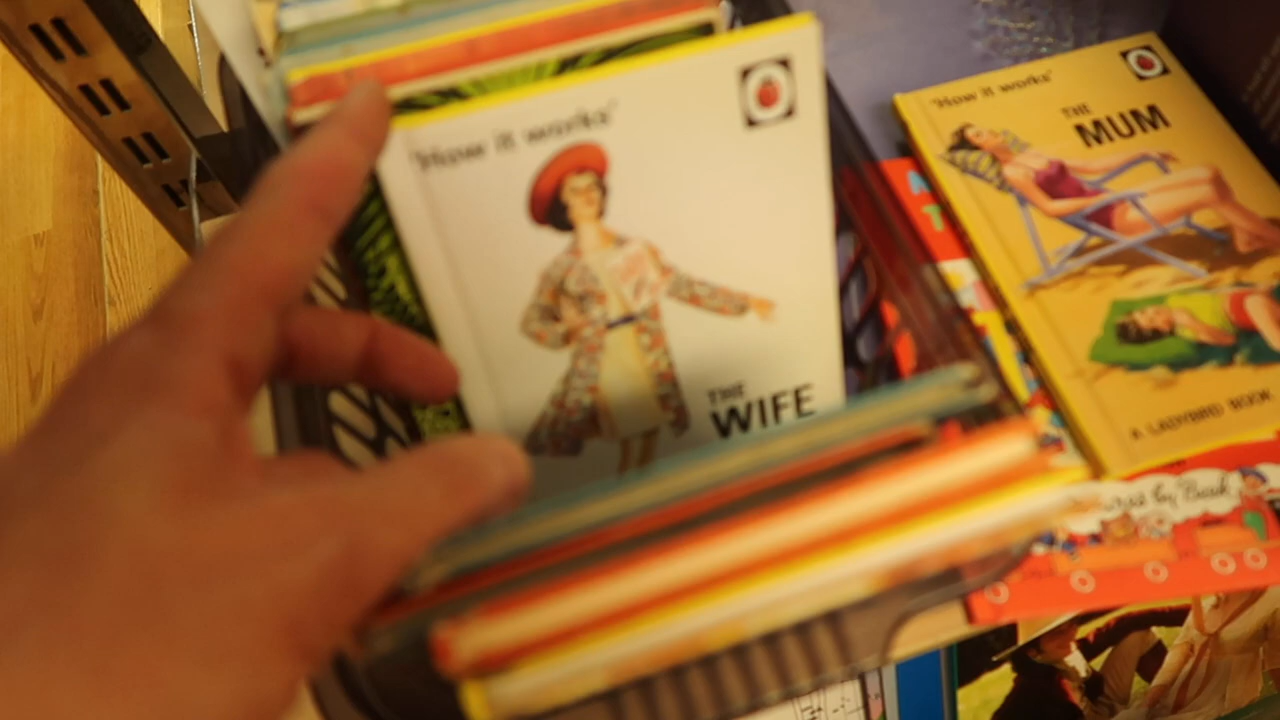 'How it works'
THE
WIFE
'How it works'
THE
MUM
A LADYBIRD BOOK